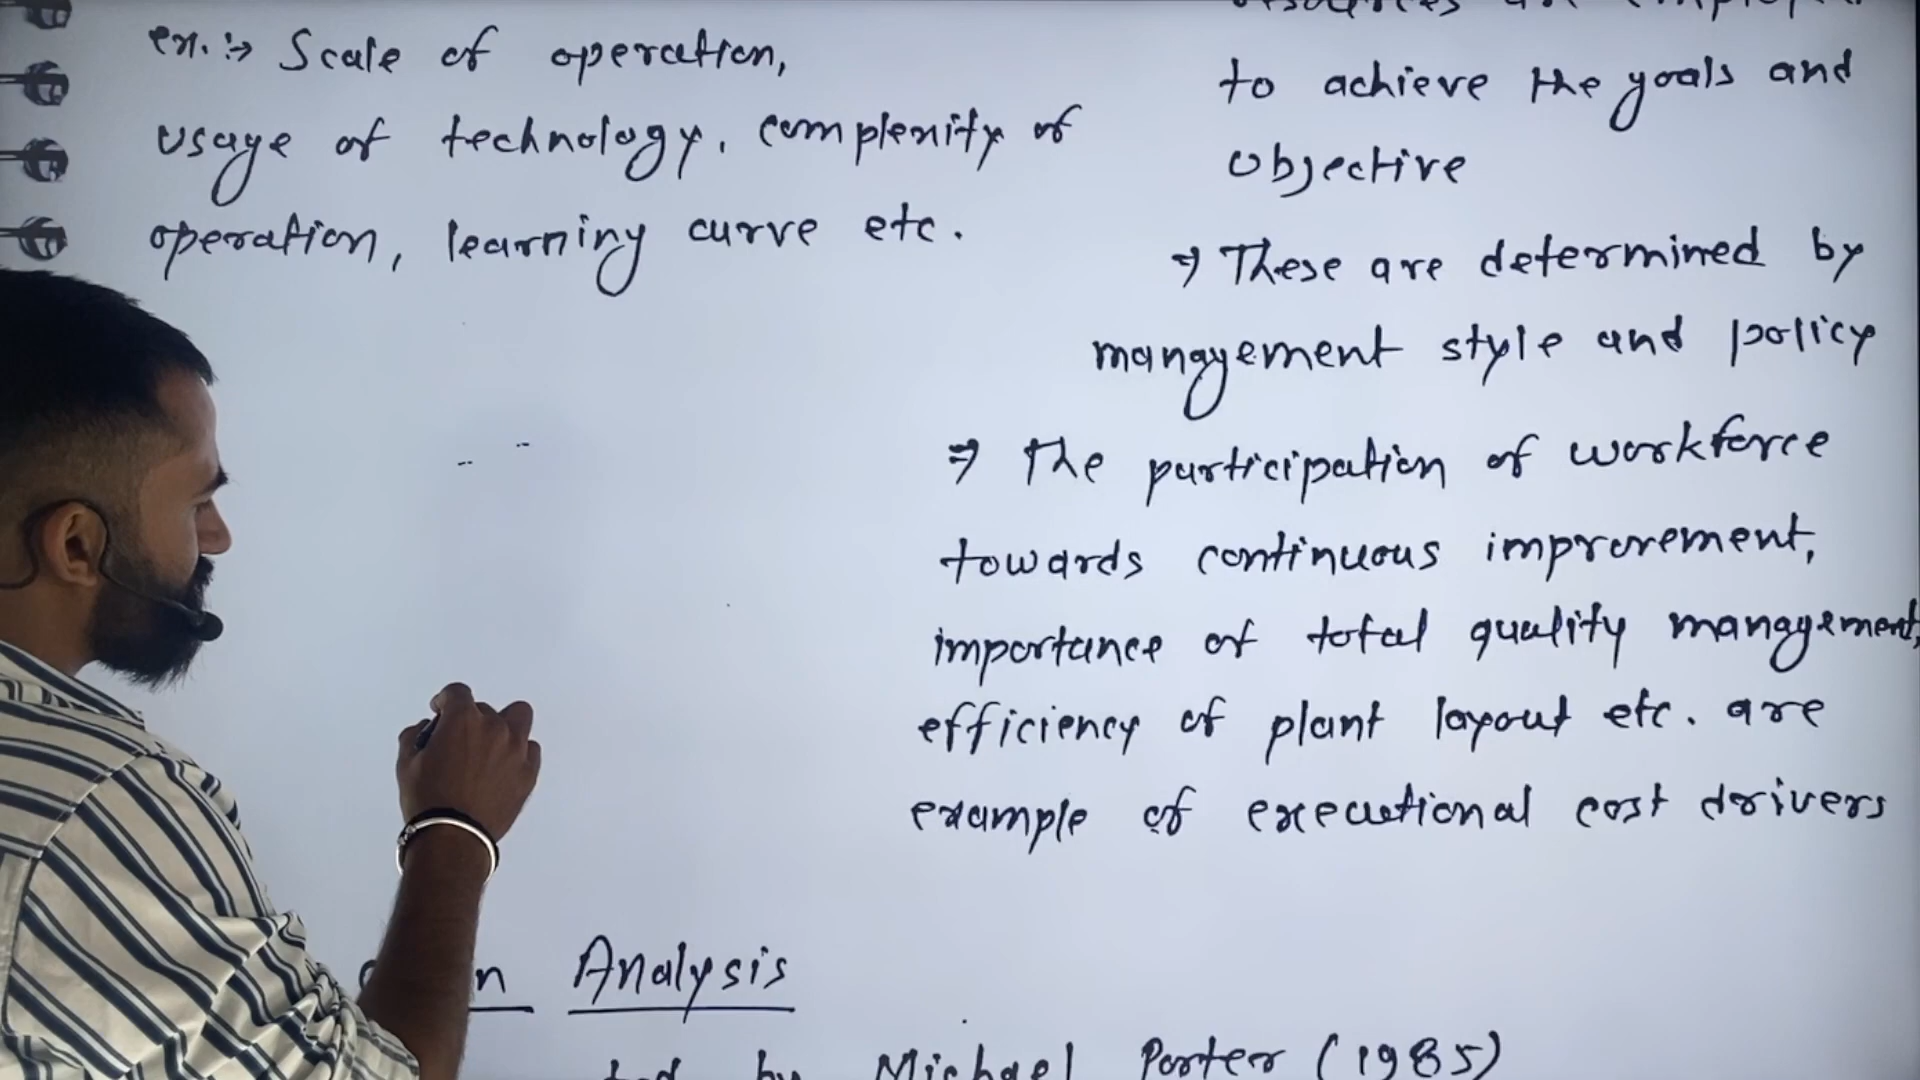 ex. :→ Scale of operation,
usage of technology, complexity of
operation, learning curve etc.
to achieve the goals and
objective
⇒ These are determined by
management style and policy
⇒ The participation of workforce
towards continuous improvement,
importance of total quality management,
efficiency of plant layout etc. are
example of executional cost drivers
Analysis
by Michael Porter (1985)